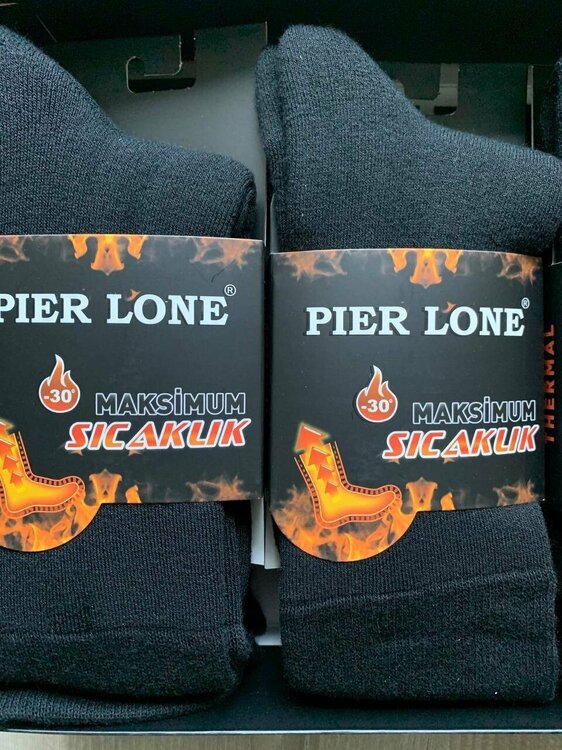 PIER LONE®
-30°
MAKSİMUM
SICAKLIK
PIER LONE®
-30°
MAKSİMUM
SICAKLIK
THERMAL